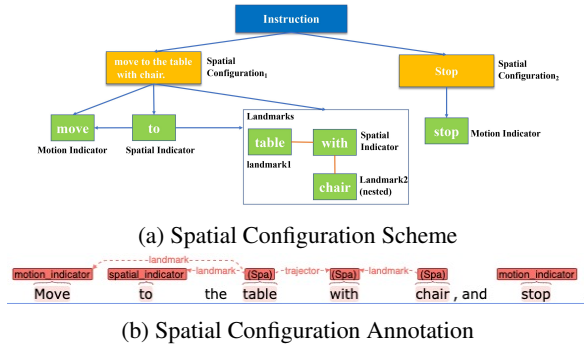 Instruction
move to the table
with chair.
Spatial
Configuration1
Stop
Spatial
Configuration2
move
to
Motion Indicator
Spatial Indicator
Landmarks
table
with
Spatial
Indicator
landmark1
chair
Landmark2
(nested)
stop
Motion Indicator
(a) Spatial Configuration Scheme
landmark
motion_indicator spatial_indicator landmark (Spa) trajector (Spa) landmark (Spa) motion_indicator
Move to the table with chair , and stop
(b) Spatial Configuration Annotation